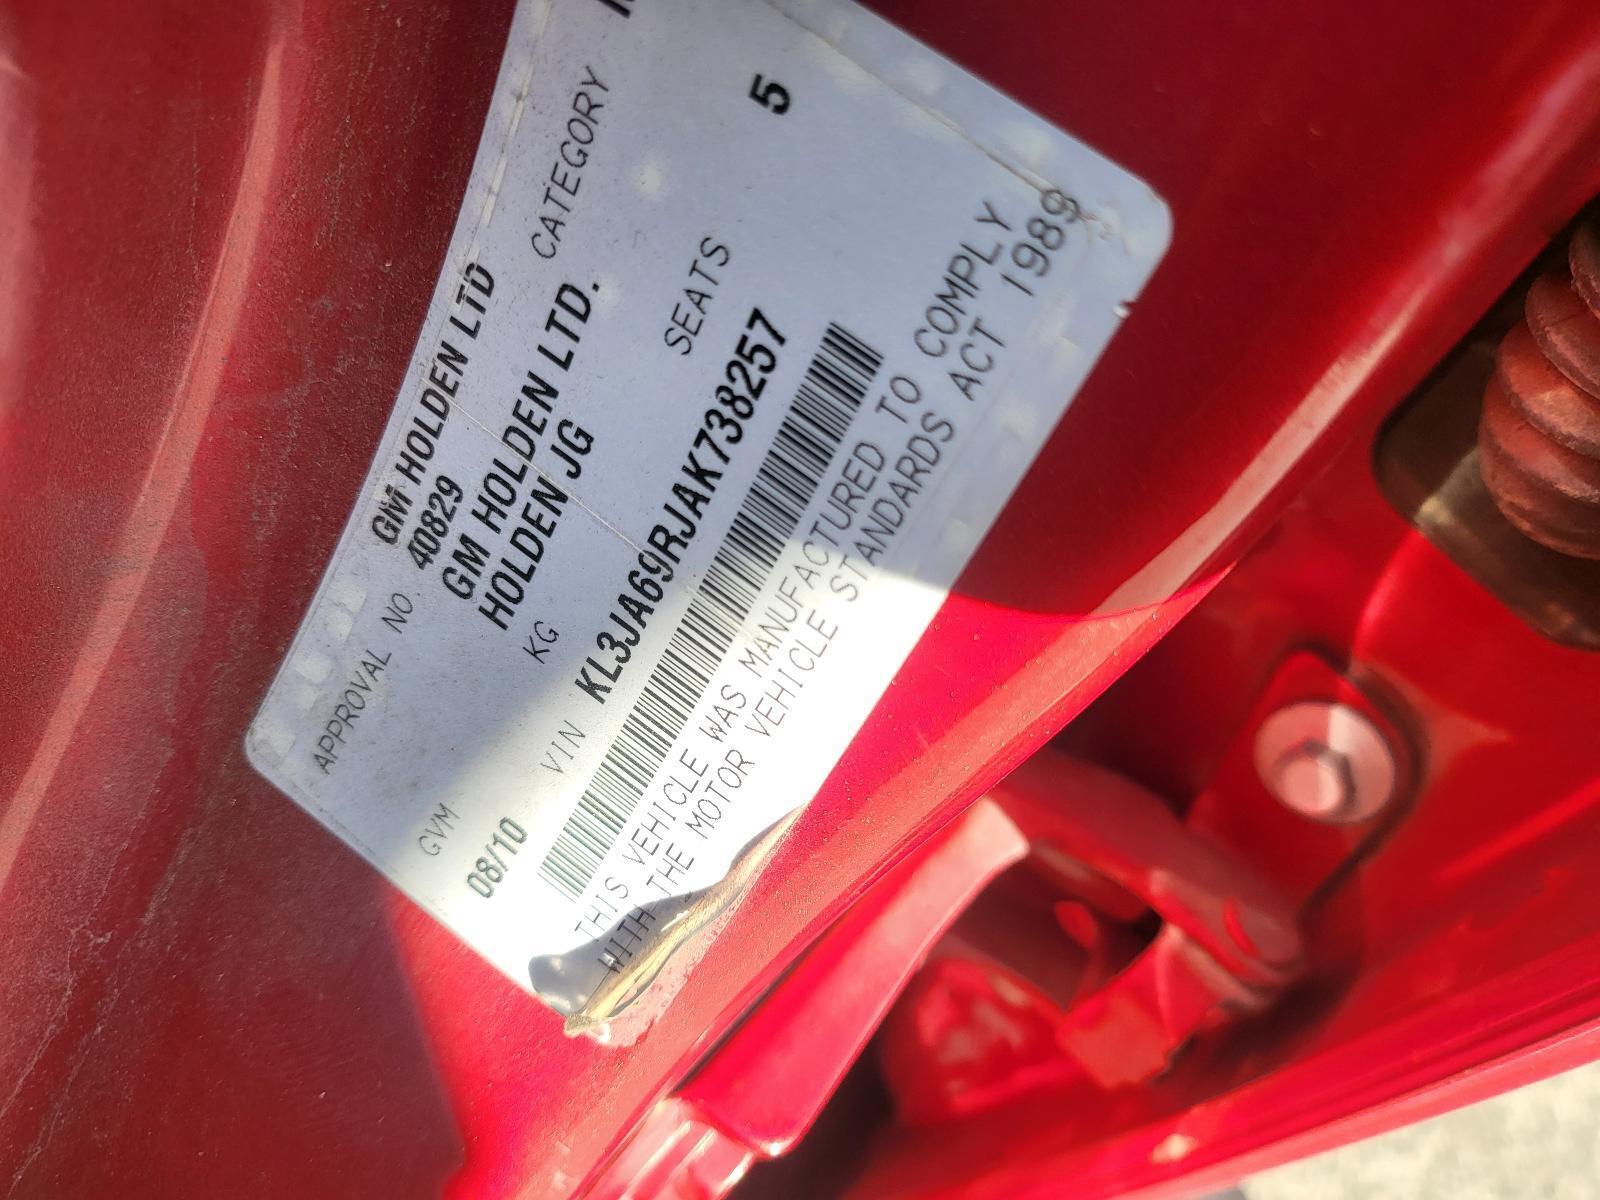 GM HOLDEN LTD
APPROVAL NO. 40829 CATEGORY
GM HOLDEN LTD.
HOLDEN JG
GVM KG SEATS 5
08/10 VIN KL3JA69RJAK738257
THIS VEHICLE WAS MANUFACTURED TO COMPLY
WITH THE MOTOR VEHICLE STANDARDS ACT 1989